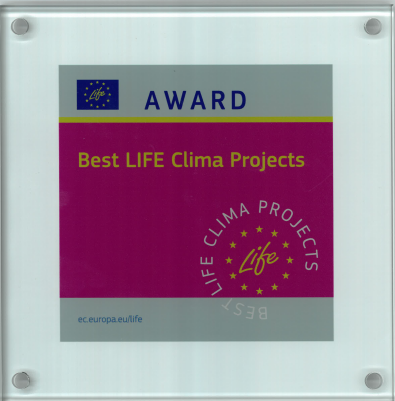 Life
AWARD
Best LIFE Clima Projects
BEST LIFE CLIMA PROJECTS
Life
ec.europa.eu/life